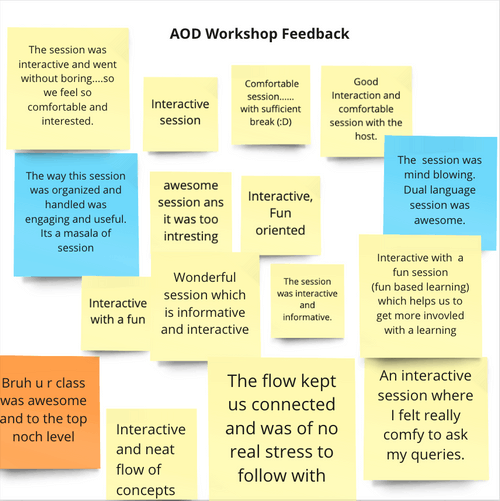 AOD Workshop Feedback
The session was
interactive and went
without boring....so
we feel so
comfortable and
interested.
Interactive
session
Comfortable
session......
with sufficient
break (:D)
Good
Interaction and
comfortable
session with the
host.
The session was
mind blowing.
Dual language
session was
awesome.
The way this session
was organized and
handled was
engaging and useful.
Its a masala of
session
awesome
session ans
it was too
intresting
Interactive,
Fun
oriented
Interactive with a
fun session
(fun based learning)
which helps us to
get more invovled
with a learning
Interactive
with a fun
Wonderful
session which
is informative
and interactive
The session
was interactive
and
informative.
Bruh u r class
was awesome
and to the top
noch level
Interactive
and neat
flow of
concepts
The flow kept
us connected
and was of no
real stress to
follow with
An interactive
session where
I felt really
comfy to ask
my queries.